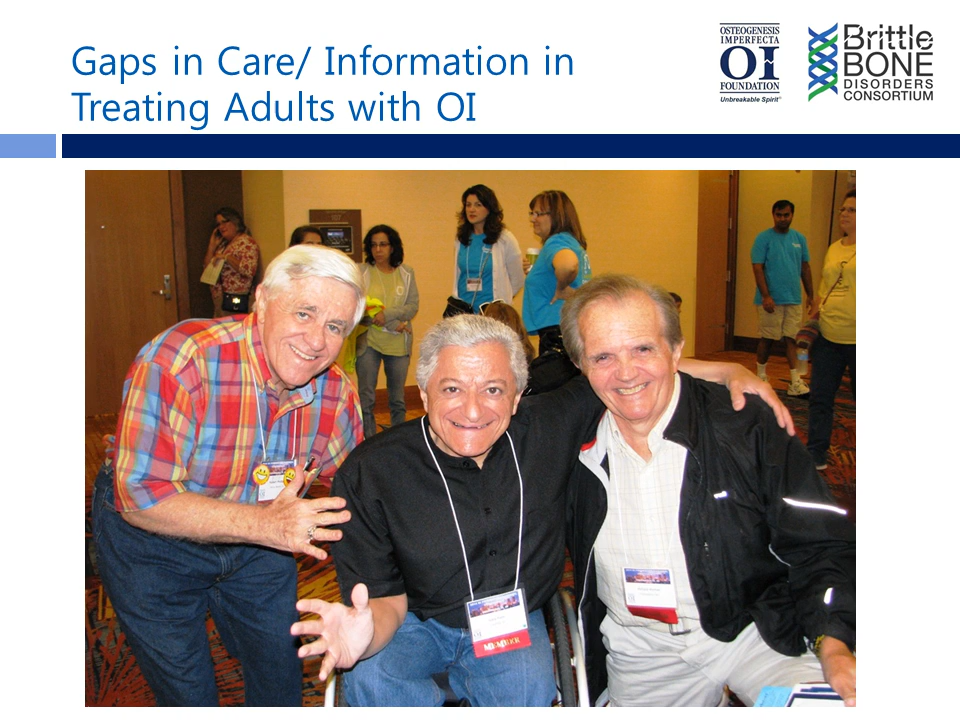 Gaps in Care/ Information in
Treating Adults with OI
OSTEOGENESIS
IMPERFECTA
OI
FOUNDATION
Unbreakable Spirit®
Brittle
BONE
DISORDERS
CONSORTIUM